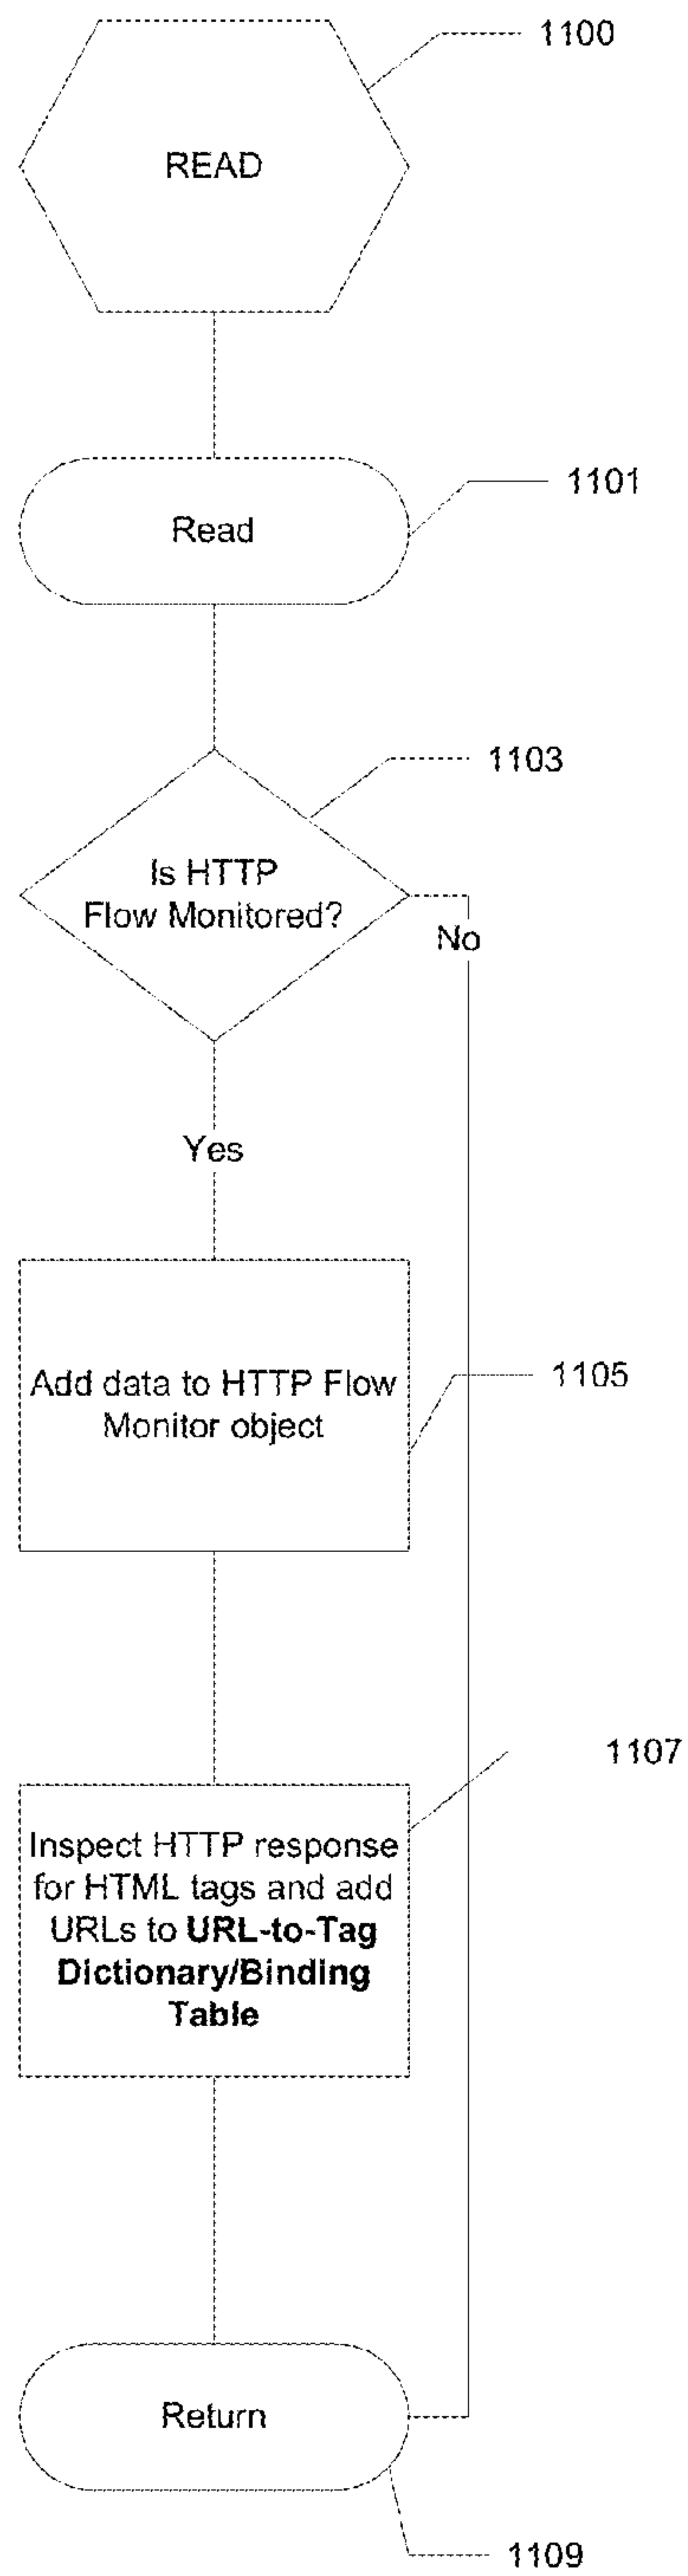 1100
READ
1101
Read
1103
Is HTTP
Flow Monitored?
No
Yes
1105
Add data to HTTP Flow
Monitor object
1107
Inspect HTTP response
for HTML tags and add
URLs to URL-to-Tag
Dictionary/Binding
Table
Return
1109